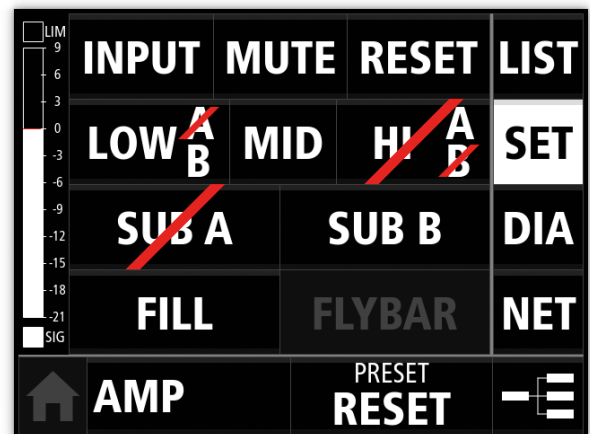 LIM
9
6
3
0
-3
-6
-9
-12
-15
-18
-21
SIG
INPUT MUTE RESET LIST
LOW A B MID HI A B SET
SUB A SUB B DIA
FILL FLYBAR NET
AMP PRESET RESET